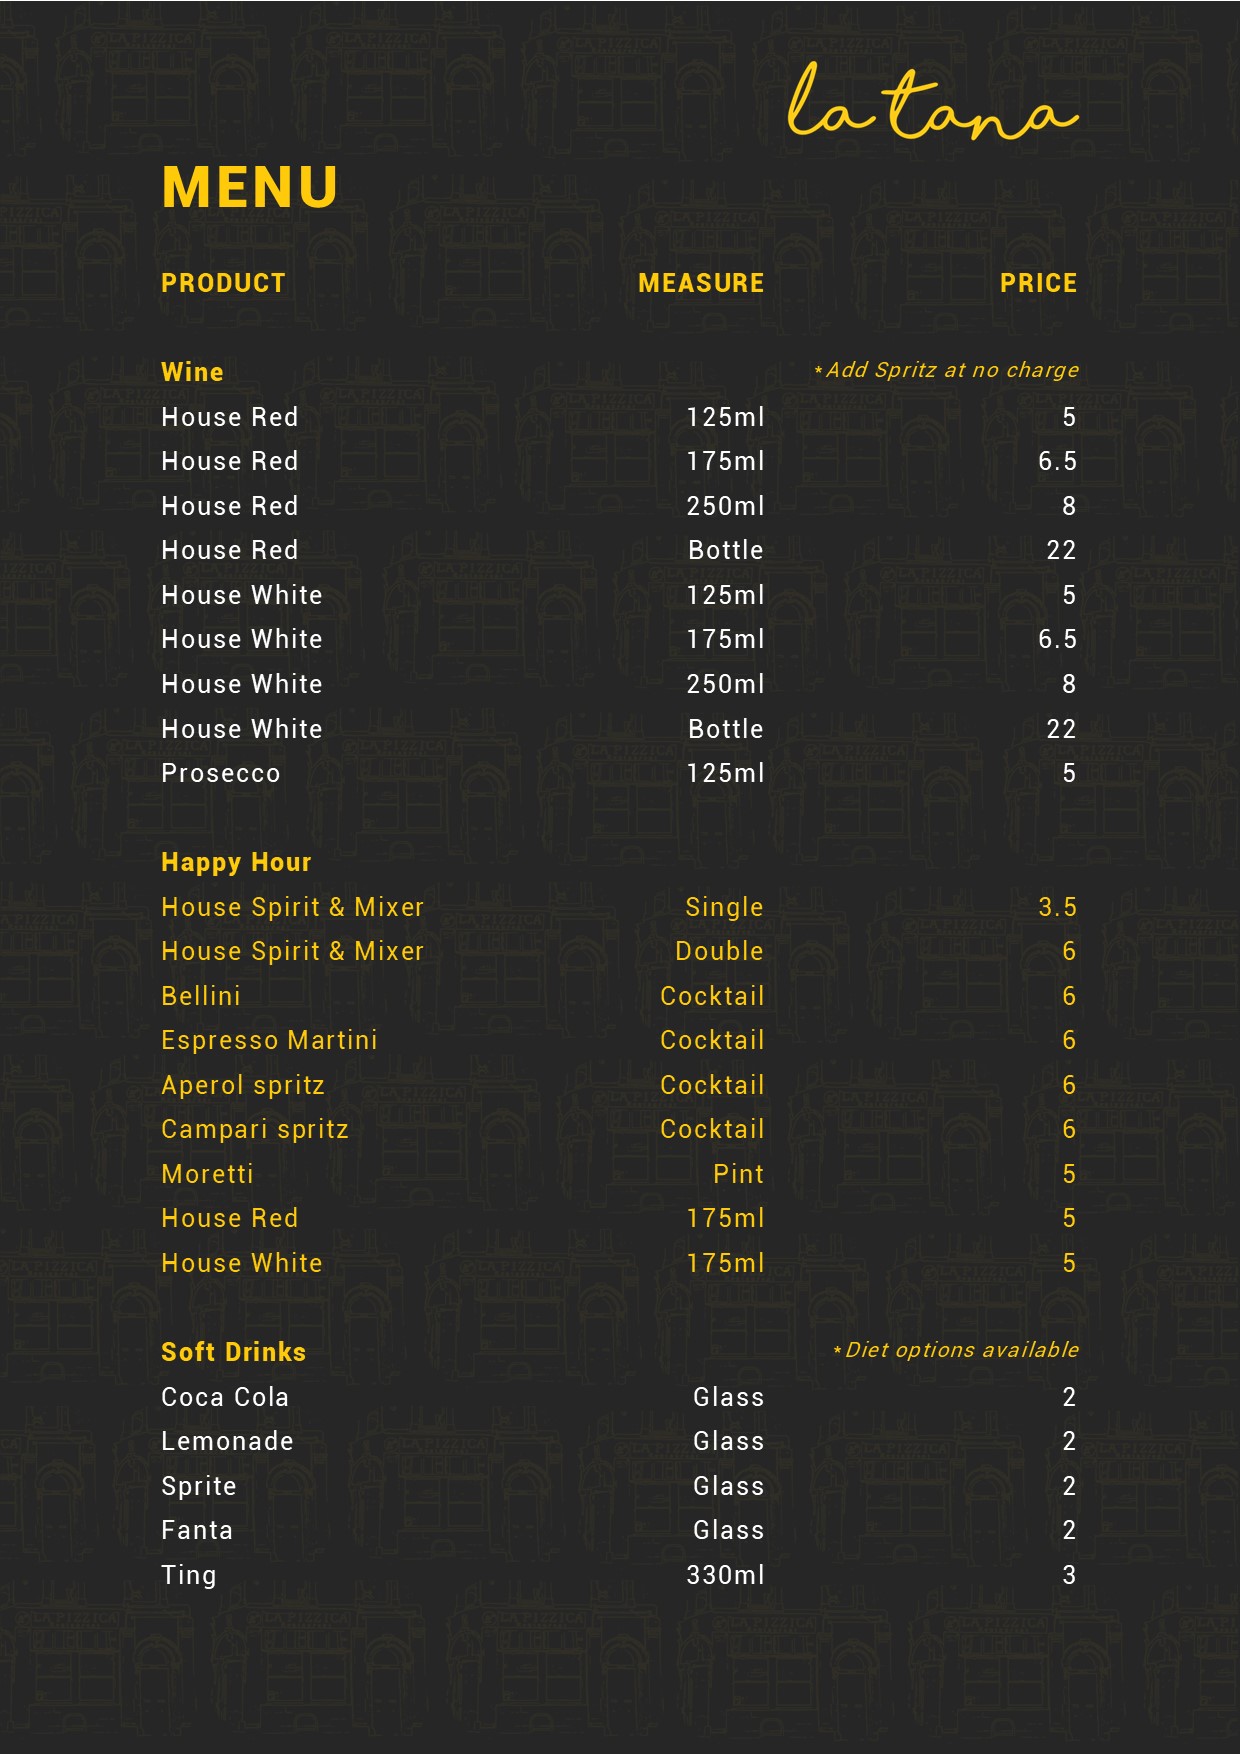 la tana
MENU
PRODUCT MEASURE PRICE
Wine *Add Spritz at no charge
House Red 125ml 5
House Red 175ml 6.5
House Red 250ml 8
House Red Bottle 22
House White 125ml 5
House White 175ml 6.5
House White 250ml 8
House White Bottle 22
Prosecco 125ml 5
Happy Hour
House Spirit & Mixer Single 3.5
House Spirit & Mixer Double 6
Bellini Cocktail 6
Espresso Martini Cocktail 6
Aperol spritz Cocktail 6
Campari spritz Cocktail 6
Moretti Pint 5
House Red 175ml 5
House White 175ml 5
Soft Drinks *Diet options available
Coca Cola Glass 2
Lemonade Glass 2
Sprite Glass 2
Fanta Glass 2
Ting 330ml 3